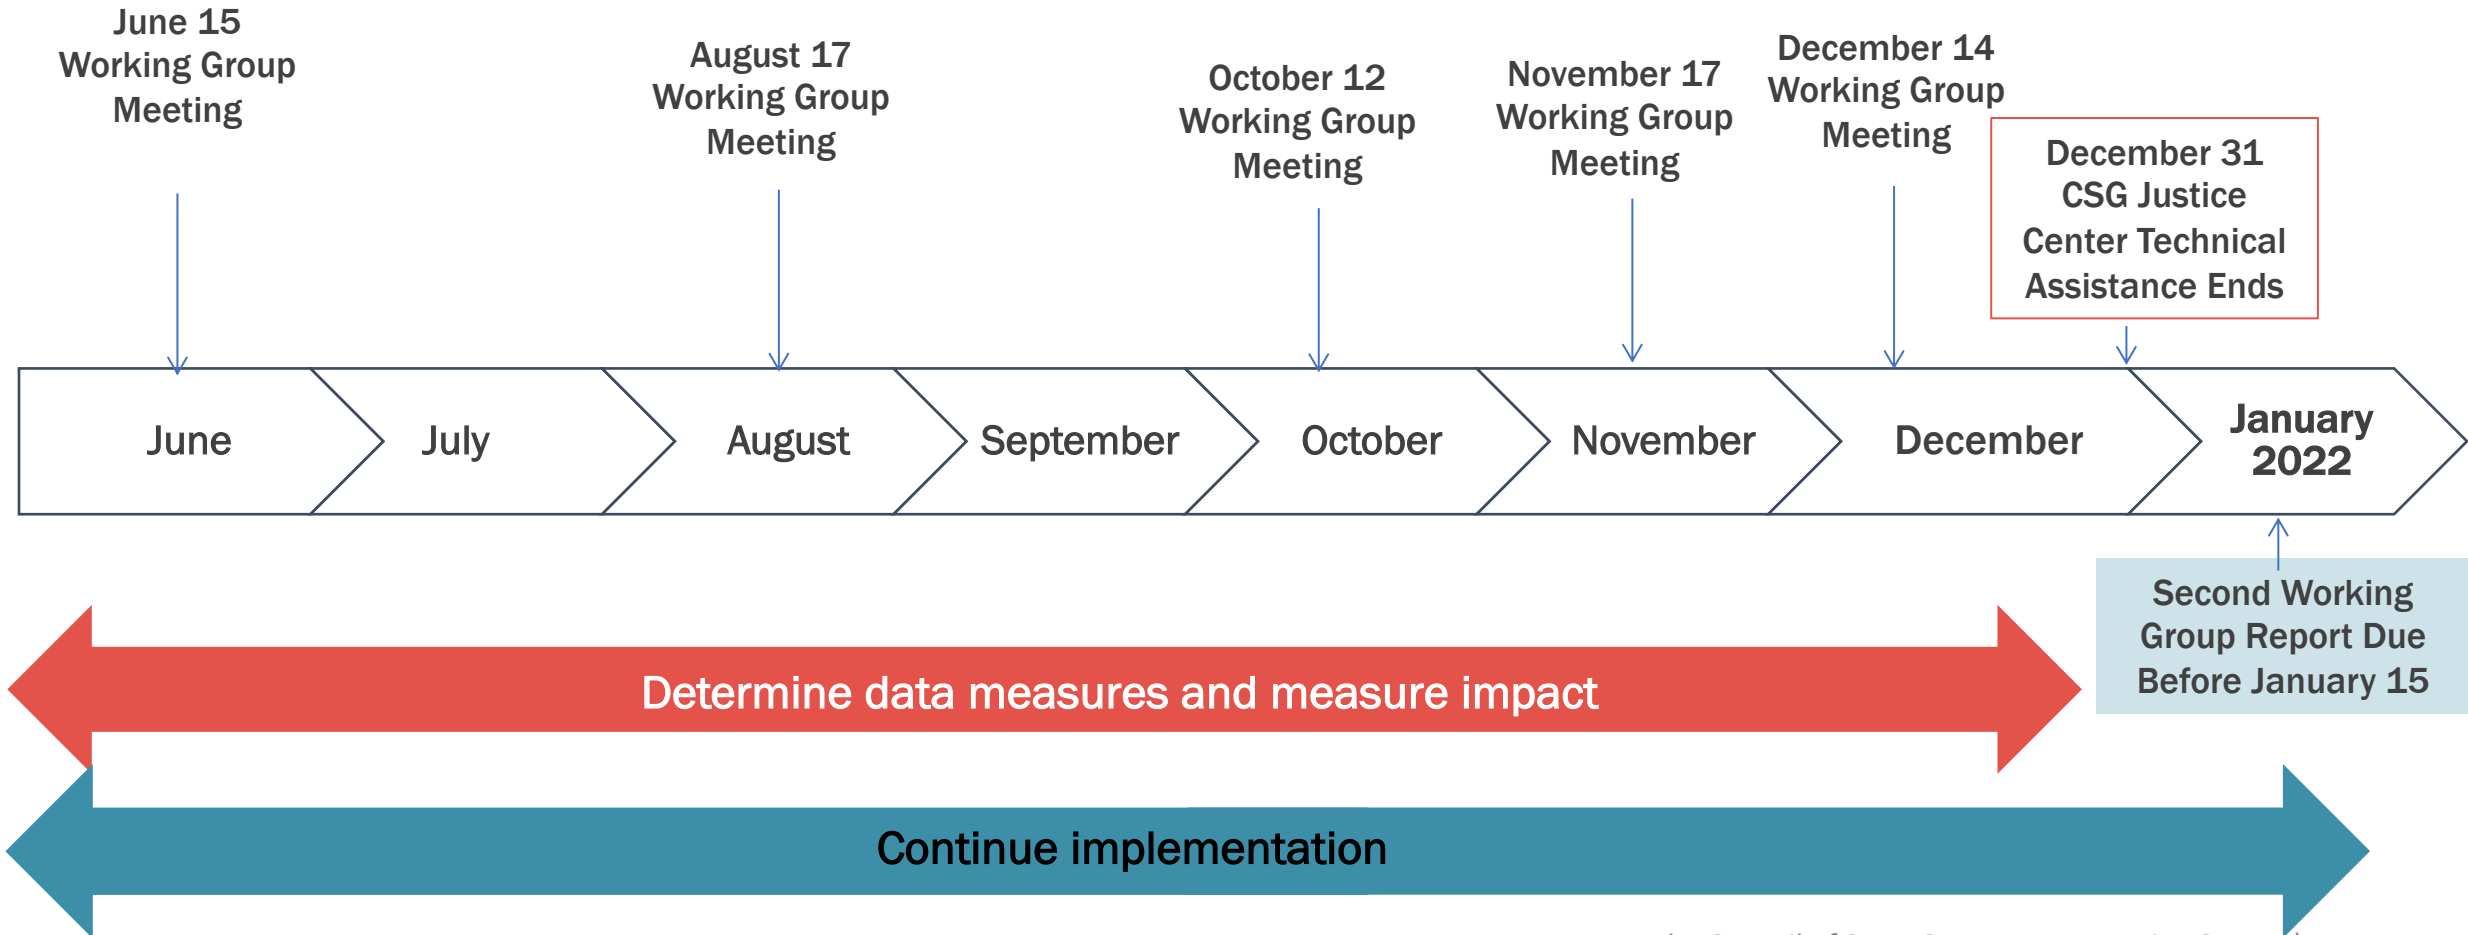 June 15
Working Group
Meeting
August 17
Working Group
Meeting
October 12
Working Group
Meeting
November 17
Working Group
Meeting
December 14
Working Group
Meeting
December 31
CSG Justice
Center Technical
Assistance Ends
June
July
August
September
October
November
December
January
2022
Second Working
Group Report Due
Before January 15
Determine data measures and measure impact
Continue implementation